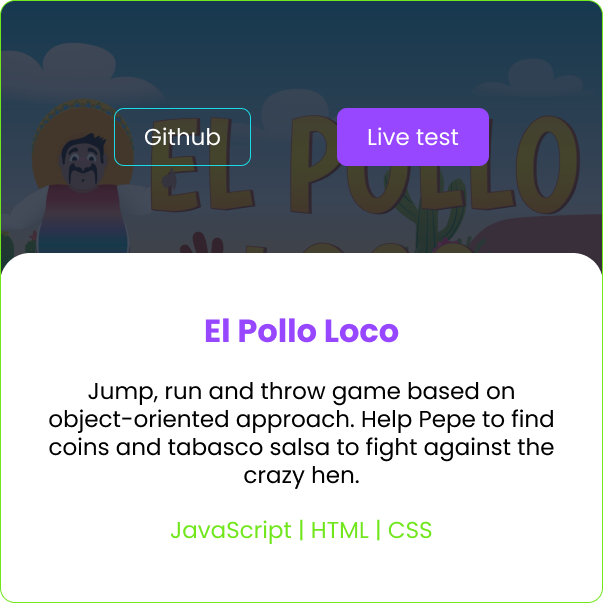 Github
Live test
EL POLLO
LOCO
El Pollo Loco
Jump, run and throw game based on
object-oriented approach. Help Pepe to find
coins and tabasco salsa to fight against the
crazy hen.
JavaScript | HTML | CSS